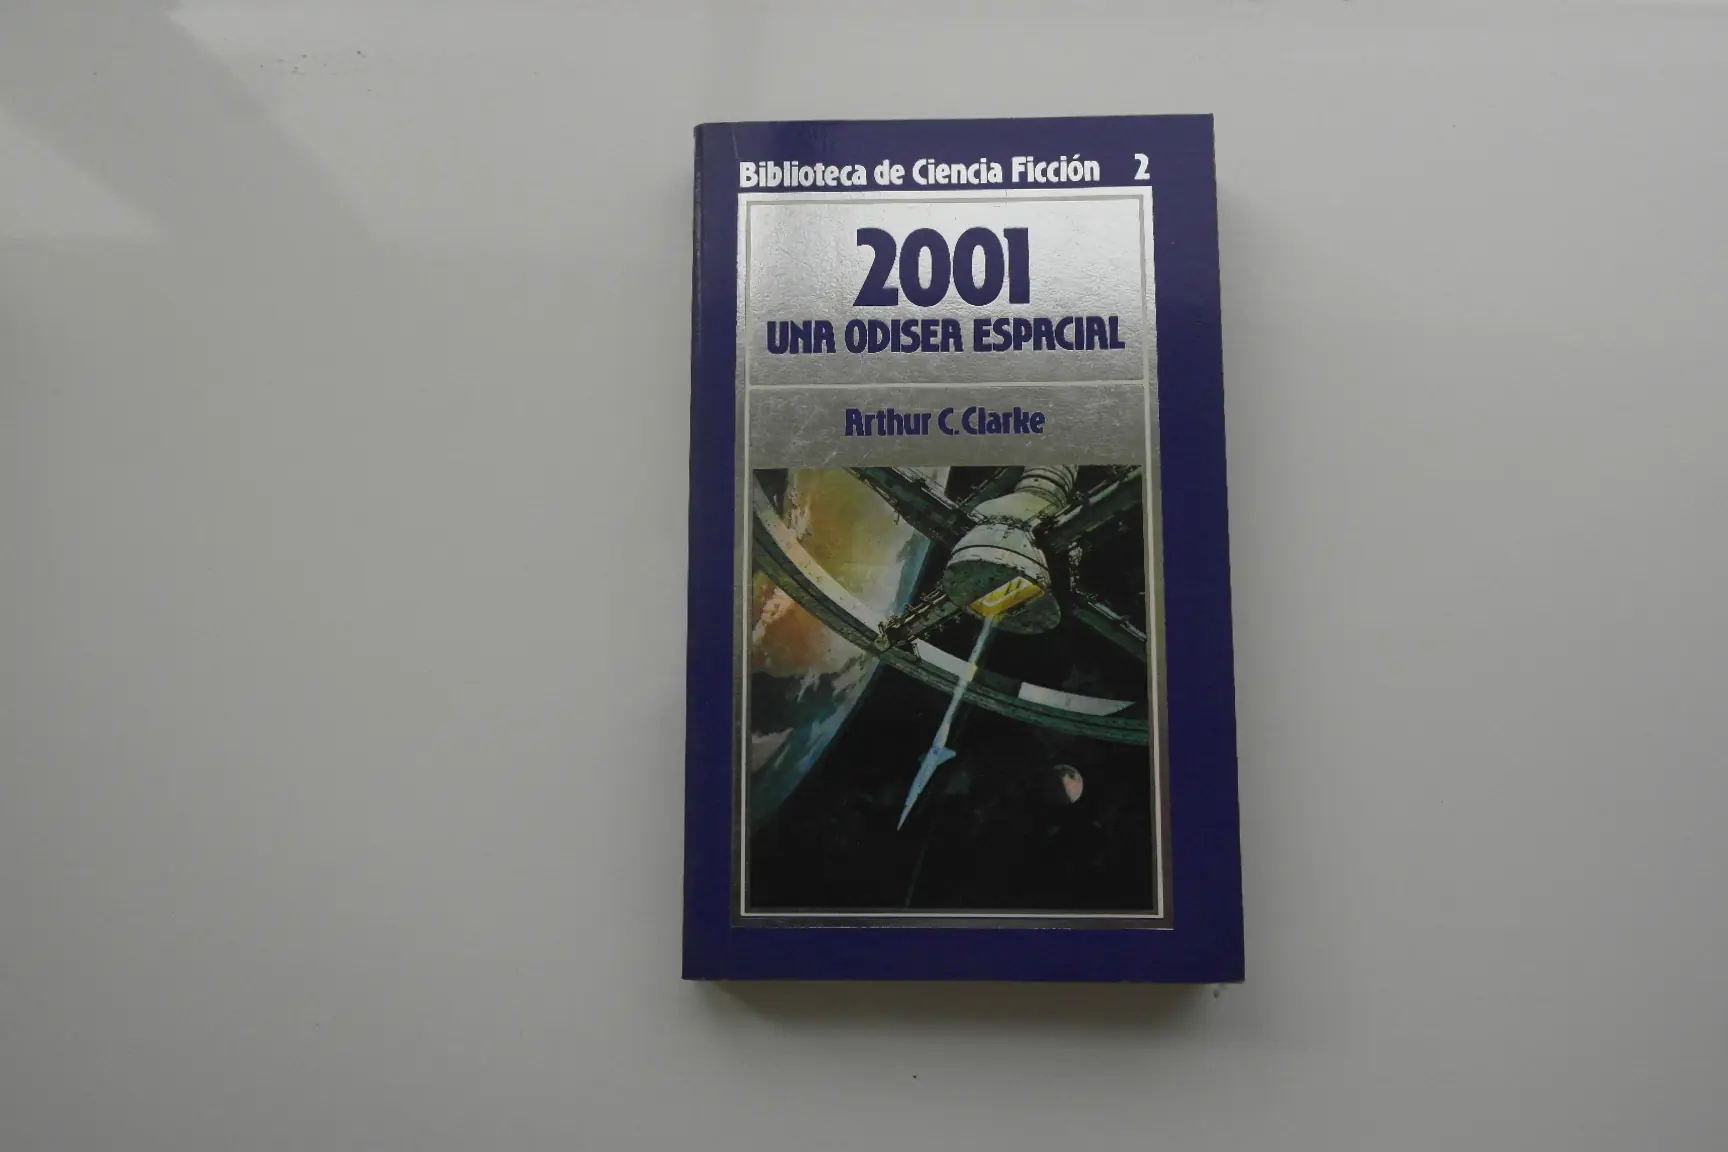 Biblioteca de Ciencia Ficción 2
2001
UNA ODISEA ESPACIAL
Arthur C. Clarke